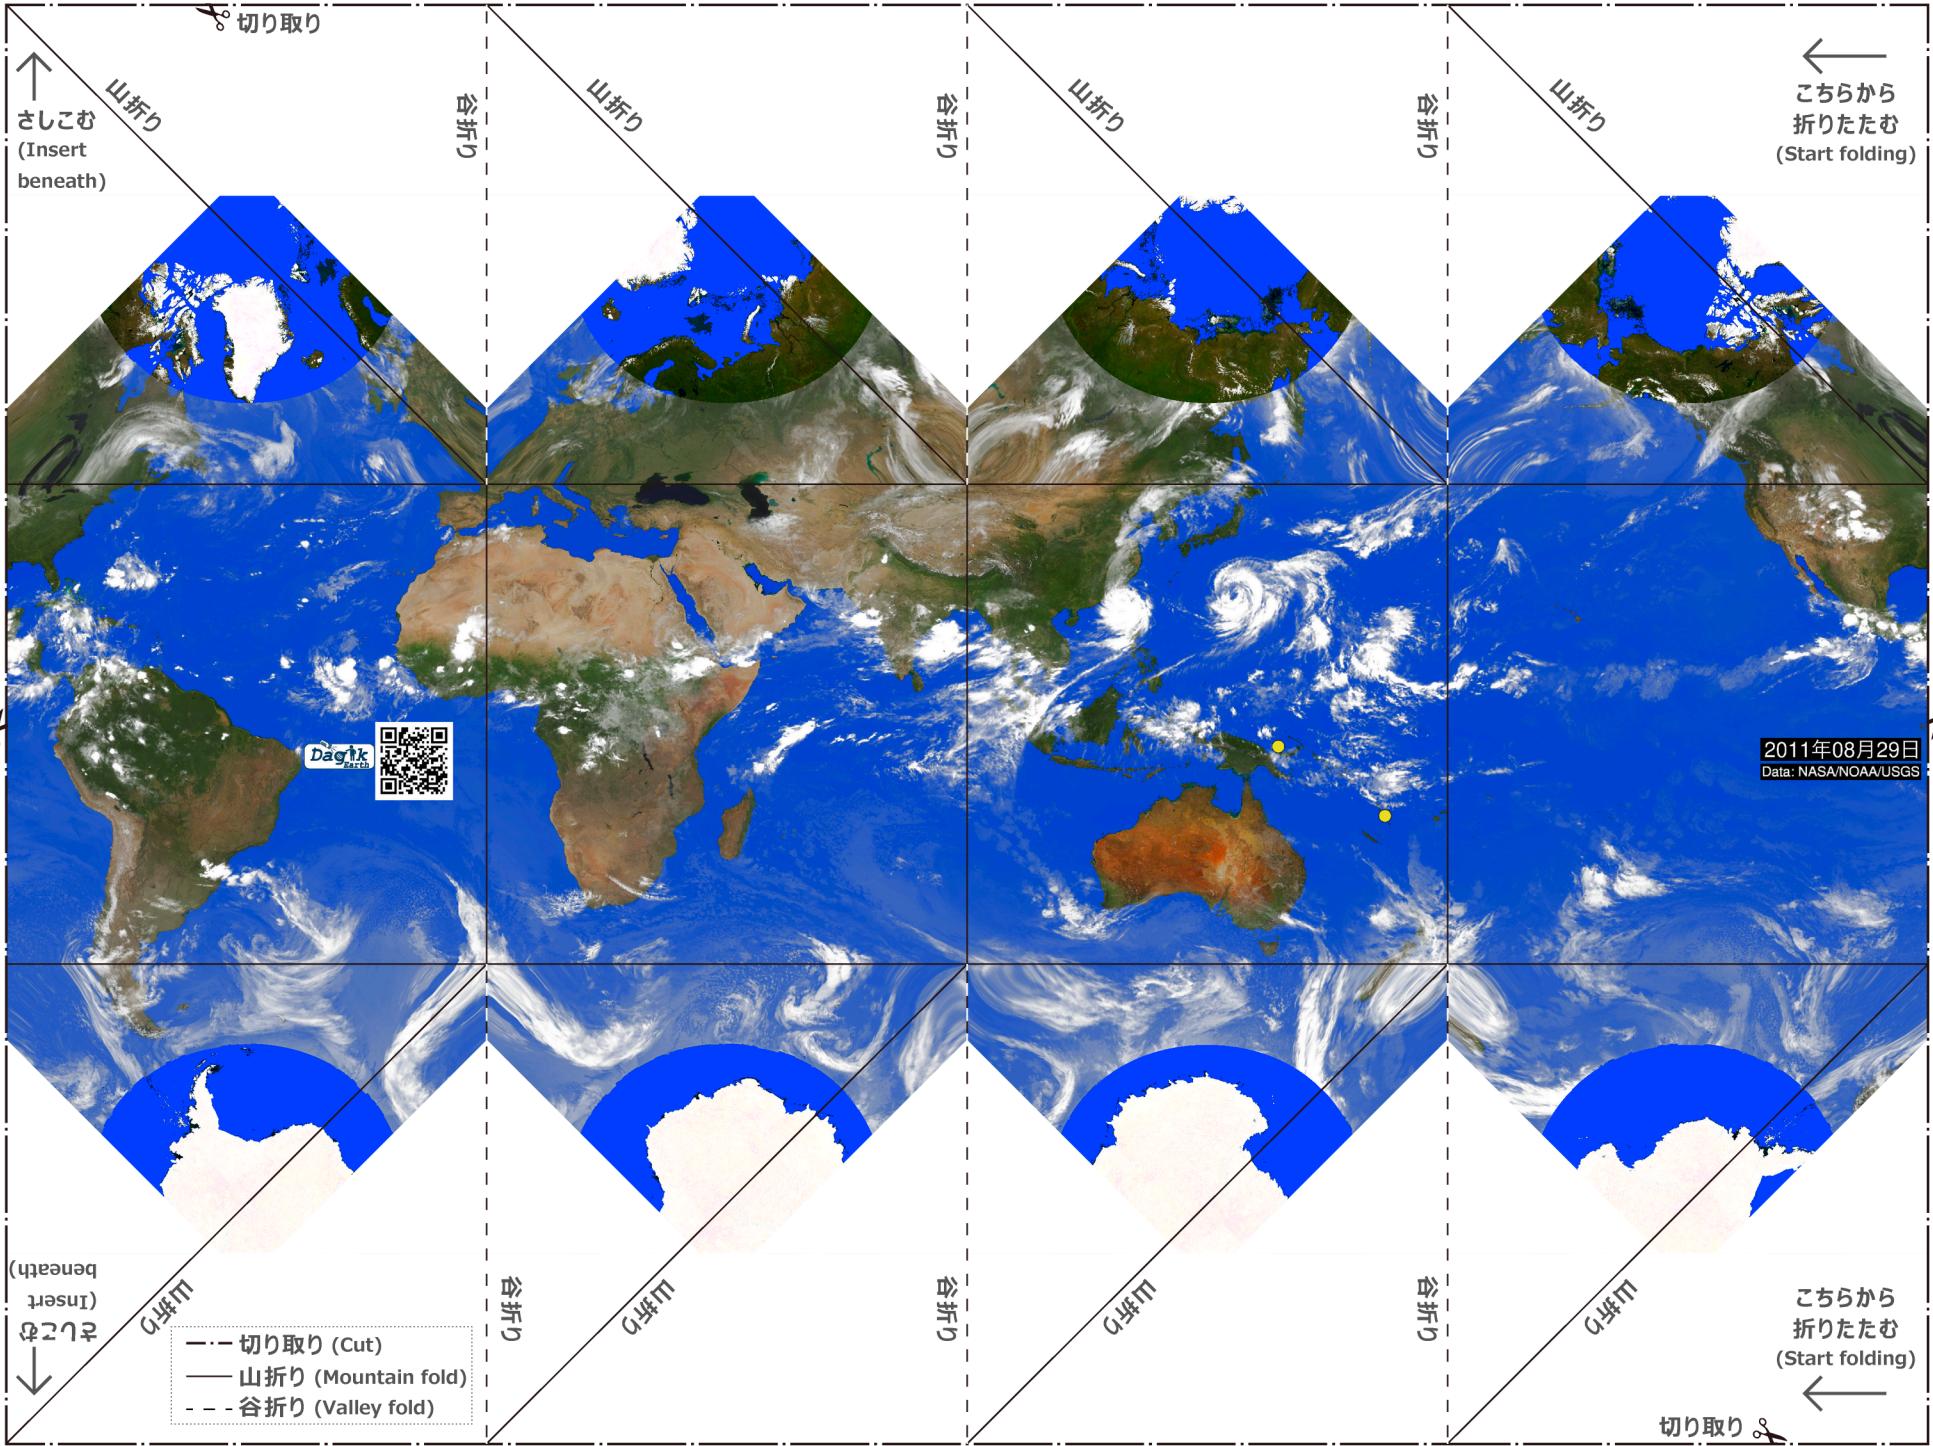 切り取り
さしこむ
(Insert
beneath)
山折り
谷折り
山折り
谷折り
山折り
谷折り
山折り
こちらから
折りたたむ
(Start folding)
Dagik
Earth
2011年08月29日
Data: NASA/NOAA/USGS
さしこむ
(Insert
beneath)
山折り
谷折り
山折り
谷折り
山折り
谷折り
山折り
こちらから
折りたたむ
(Start folding)
切り取り (Cut)
山折り (Mountain fold)
谷折り (Valley fold)
切り取り